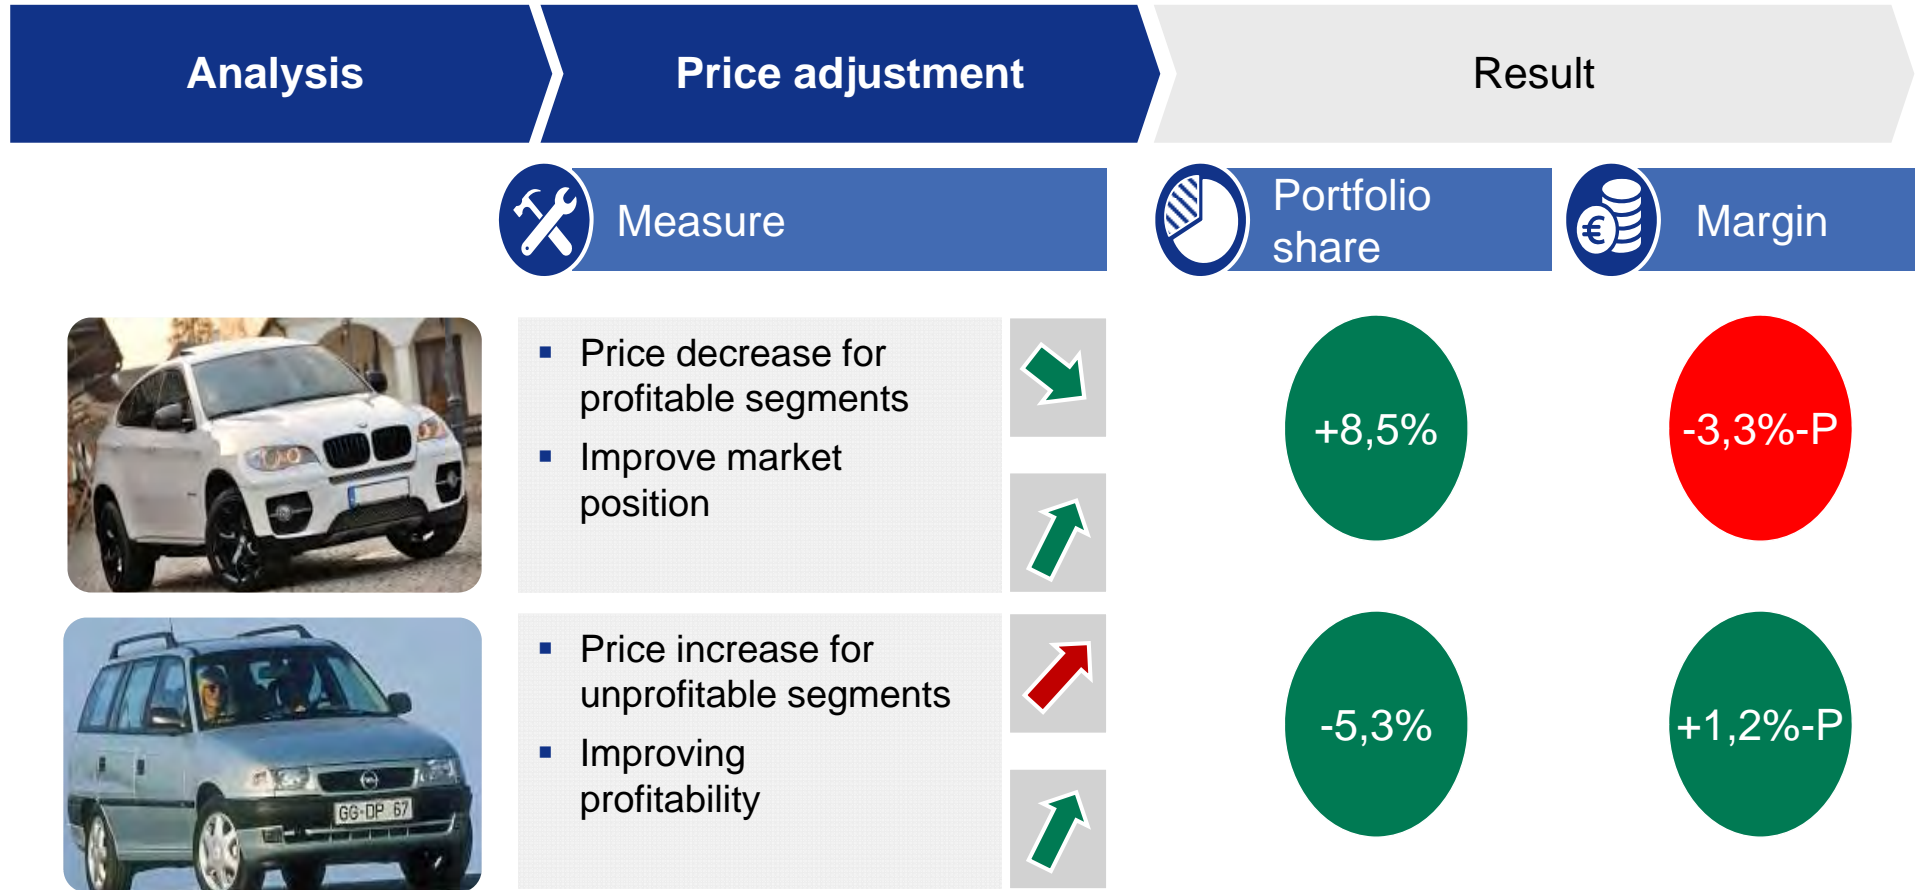 Analysis
Price adjustment
Result
Measure
Portfolio
share
Margin
▪ Price decrease for
profitable segments
▪ Improve market
position
+8,5%
-3,3%-P
▪ Price increase for
unprofitable segments
▪ Improving
profitability
-5,3%
+1,2%-P
GG-DP 67
€